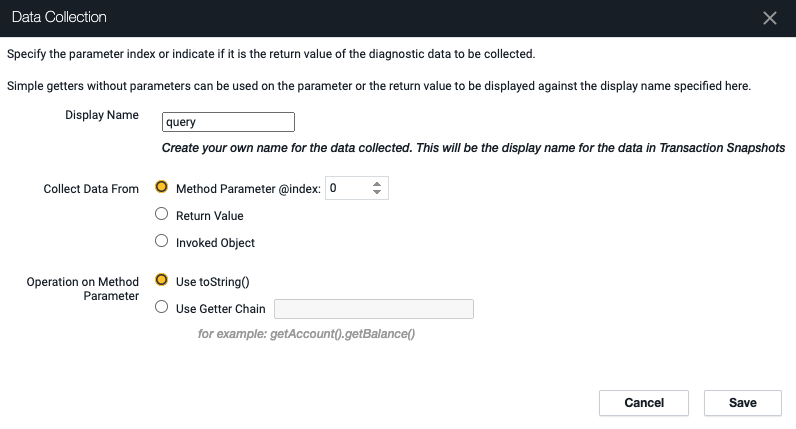 Data Collection
Specify the parameter index or indicate if it is the return value of the diagnostic data to be collected.
Simple getters without parameters can be used on the parameter or the return value to be displayed against the display name specified here.
Display Name query
Create your own name for the data collected. This will be the display name for the data in Transaction Snapshots
Collect Data From Method Parameter @index: 0
Return Value
Invoked Object
Operation on Method Use toString()
Parameter
Use Getter Chain
for example: getAccount().getBalance()
Cancel Save